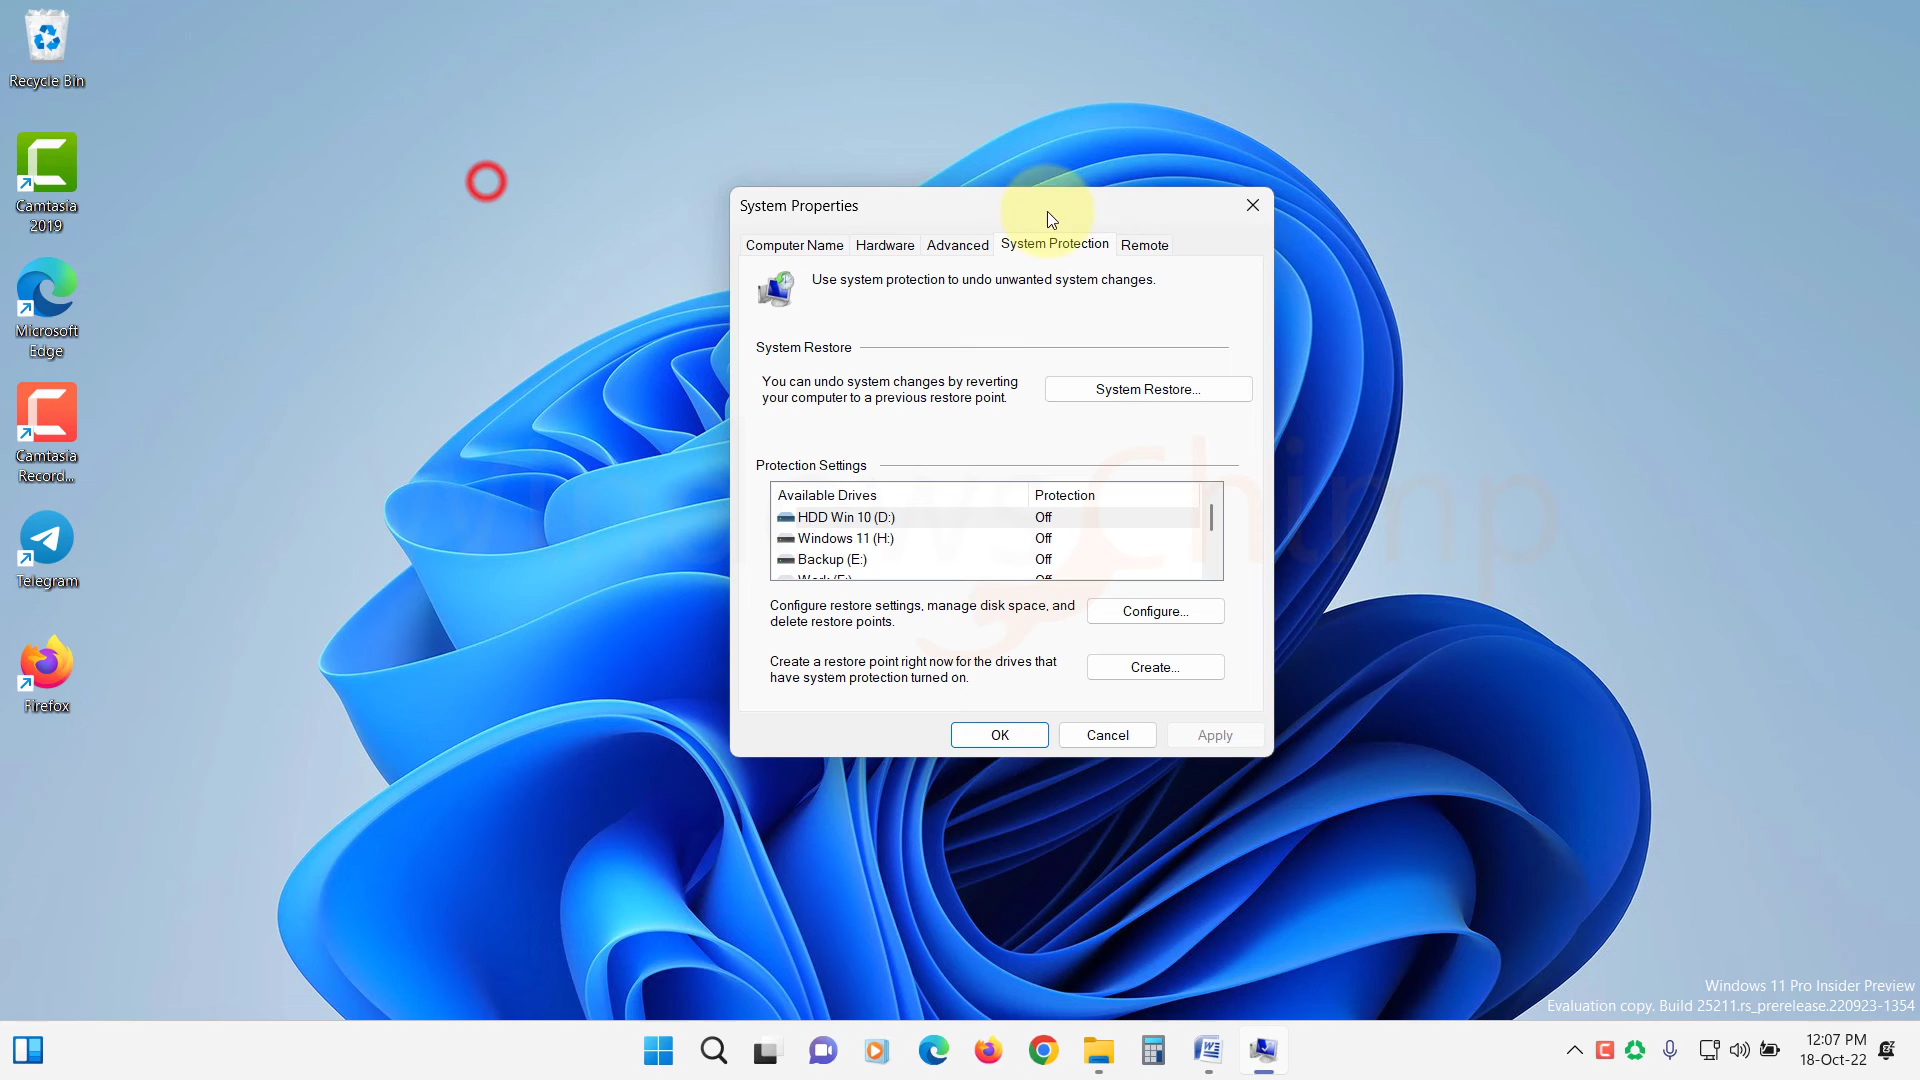 Recycle Bin
Camtasia
2019
Microsoft
Edge
Camtasia
Record...
Telegram
Firefox
System Properties
Computer Name Hardware Advanced System Protection Remote
Use system protection to undo unwanted system changes.
System Restore
You can undo system changes by reverting
your computer to a previous restore point.
System Restore...
Protection Settings
Available Drives Protection
HDD Win 10 (D:) Off
Windows 11 (H:) Off
Backup (E:) Off
Work (F:) Off
Configure restore settings, manage disk space, and
delete restore points.
Configure...
Create a restore point right now for the drives that
have system protection turned on.
Create...
OK Cancel Apply
Chimp
Windows 11 Pro Insider Preview
Evaluation copy. Build 25211.rs_prerelease.220923-1354
12:07 PM
18-Oct-22